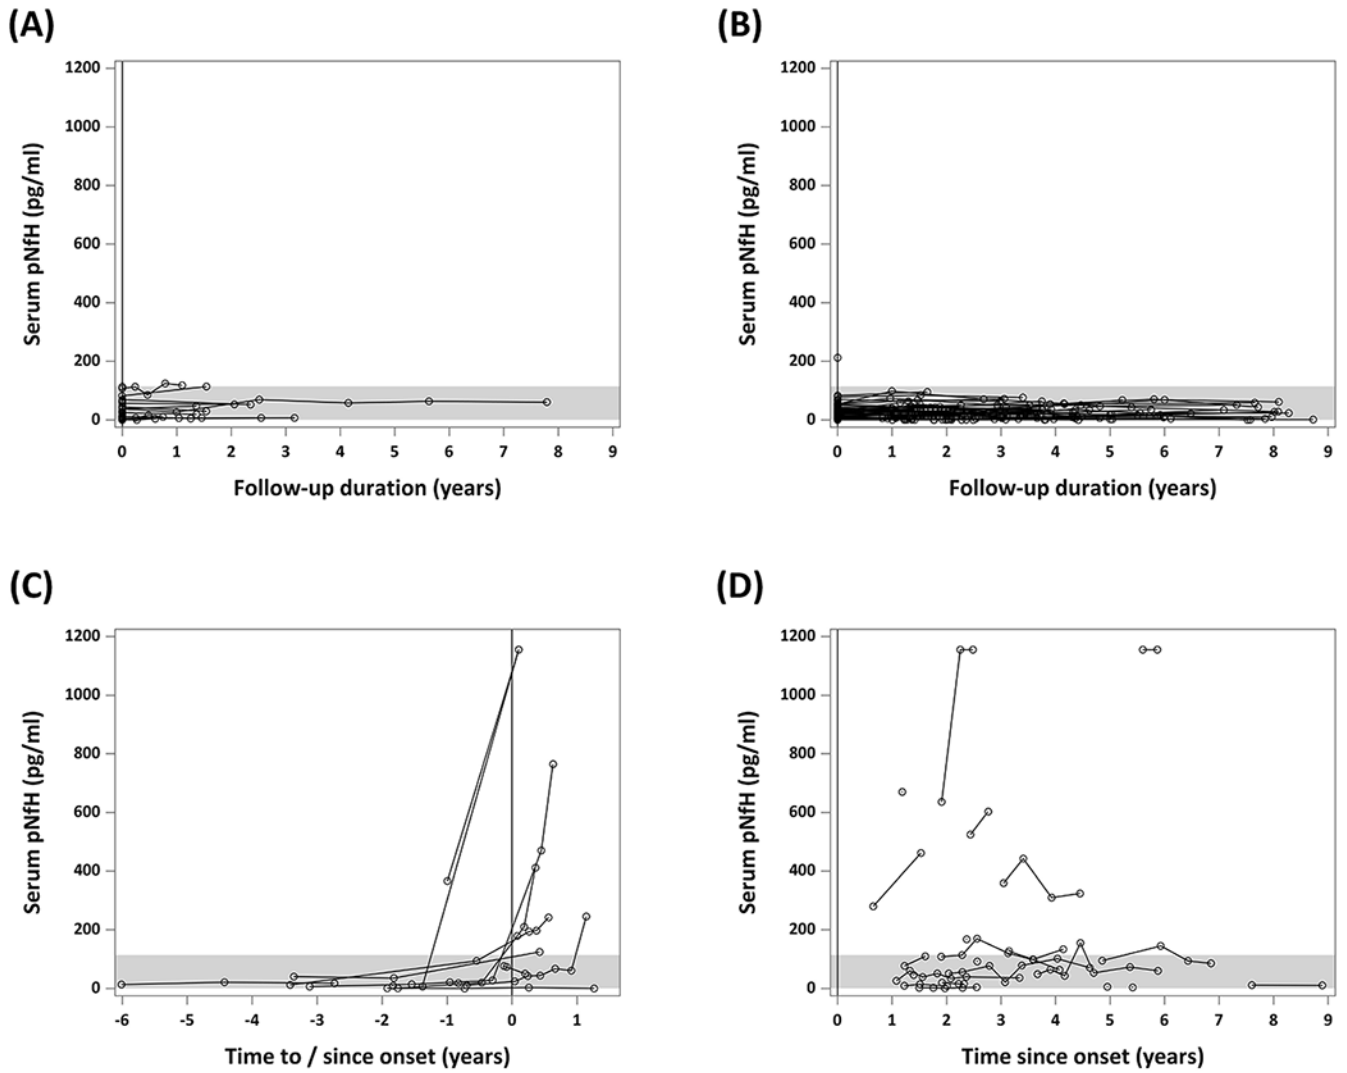 (A)
1200
1000
800
600
400
200
0
Serum pNfH (pg/ml)
0 1 2 3 4 5 6 7 8 9
Follow-up duration (years)
(B)
1200
1000
800
600
400
200
0
Serum pNfH (pg/ml)
0 1 2 3 4 5 6 7 8 9
Follow-up duration (years)
(C)
1200
1000
800
600
400
200
0
Serum pNfH (pg/ml)
-6 -5 -4 -3 -2 -1 0 1
Time to / since onset (years)
(D)
1200
1000
800
600
400
200
0
Serum pNfH (pg/ml)
0 1 2 3 4 5 6 7 8 9
Time since onset (years)